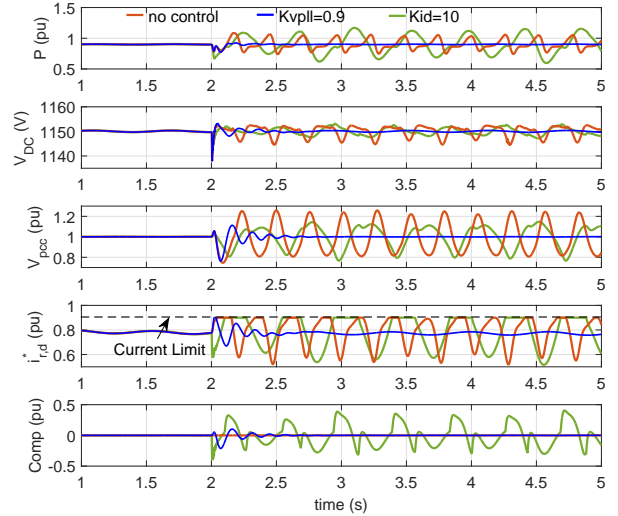 no control Kvpll=0.9 Kid=10
P (pu)
1.5
1
0.5
1 1.5 2 2.5 3 3.5 4 4.5 5
V_DC (V)
1160
1150
1140
1 1.5 2 2.5 3 3.5 4 4.5 5
V_pcc (pu)
1.2
1
0.8
1 1.5 2 2.5 3 3.5 4 4.5 5
i*_r,d (pu)
1
0.8
0.6
Current Limit
1 1.5 2 2.5 3 3.5 4 4.5 5
Comp (pu)
0.5
0
-0.5
1 1.5 2 2.5 3 3.5 4 4.5 5
time (s)